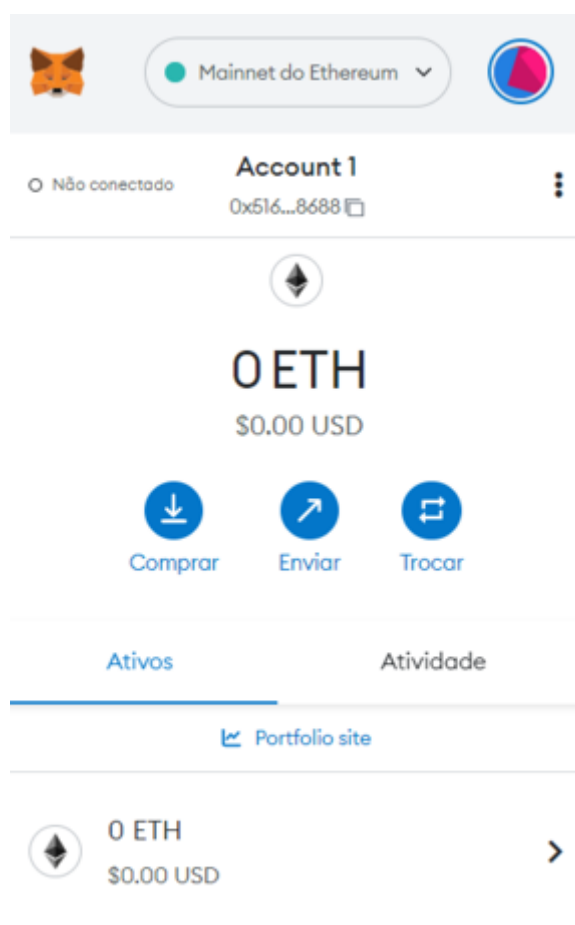 Mainnet do Ethereum
Não conectado
Account 1
0x516...8688
0 ETH
$0.00 USD
Comprar
Enviar
Trocar
Ativos
Atividade
Portfolio site
0 ETH
$0.00 USD